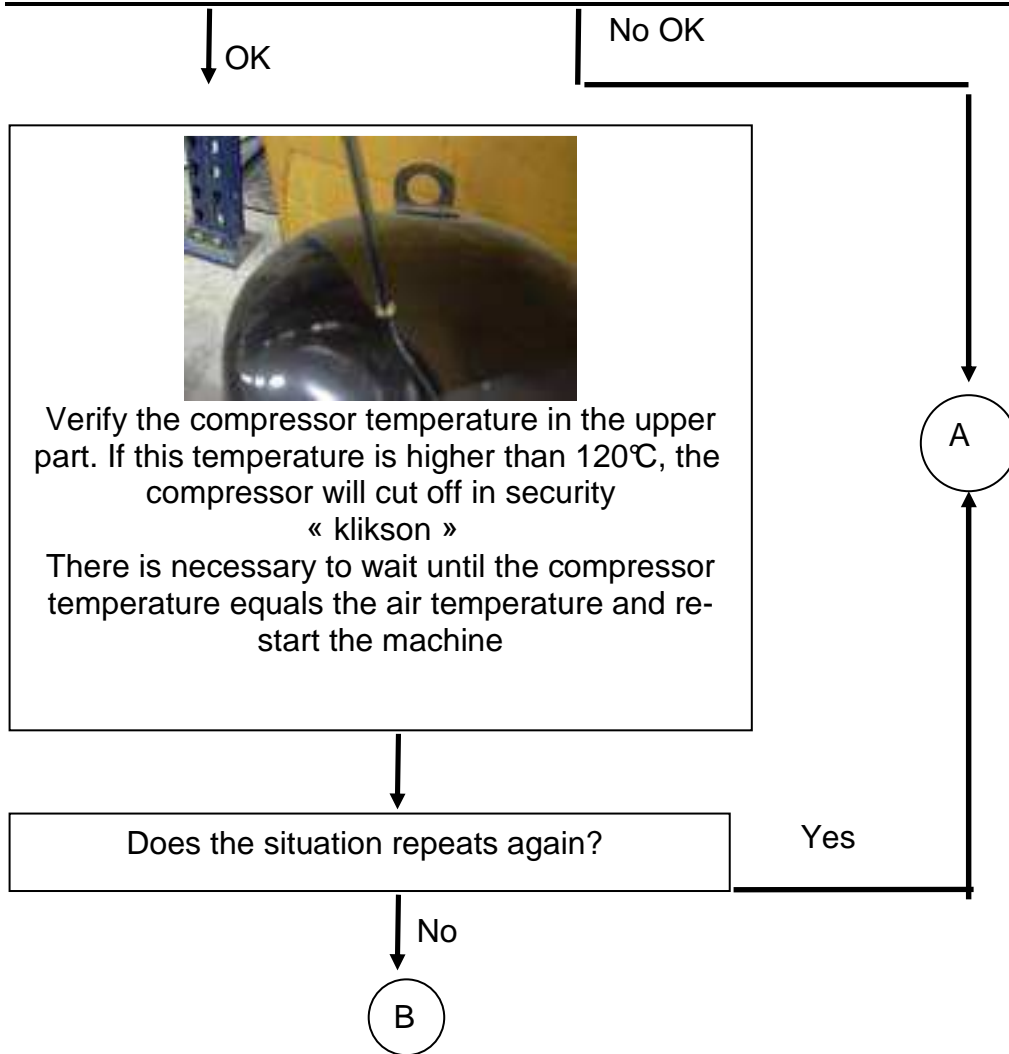 OK
No OK
Verify the compressor temperature in the upper
part. If this temperature is higher than 120℃, the
compressor will cut off in security
« klikson »
There is necessary to wait until the compressor
temperature equals the air temperature and re-
start the machine
A
Does the situation repeats again?
Yes
No
B